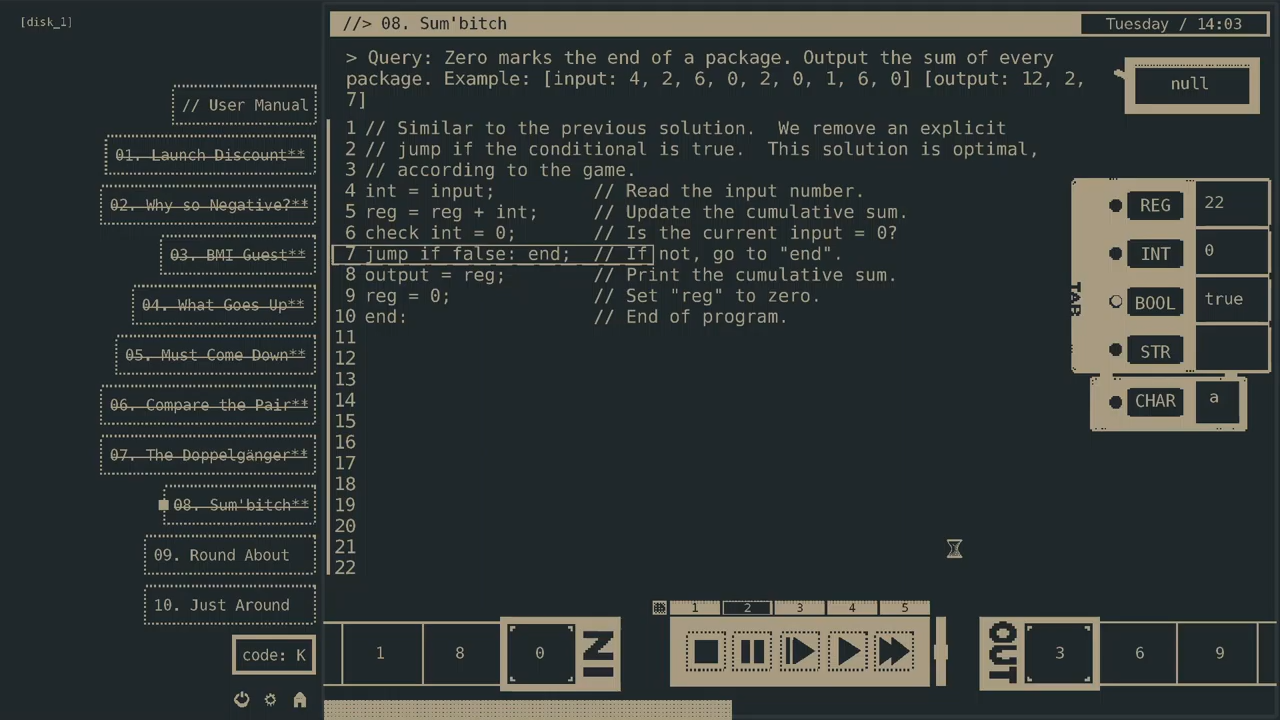 [disk_1]
//> 08. Sum'bitch
Tuesday / 14:03
> Query: Zero marks the end of a package. Output the sum of every
package. Example: [input: 4, 2, 6, 0, 2, 0, 1, 6, 0] [output: 12, 2,
7]
null
// User Manual
01. Launch Discount**
02. Why so Negative?**
03. BMI Guest**
04. What Goes Up**
05. Must Come Down**
06. Compare the Pair**
07. The Doppelgänger**
08. Sum'bitch**
09. Round About
10. Just Around
code: K
1 // Similar to the previous solution.  We remove an explicit
2 // jump if the conditional is true.  This solution is optimal,
3 // according to the game.
4 int = input; // Read the input number.
5 reg = reg + int; // Update the cumulative sum.
6 check int = 0; // Is the current input = 0?
7 jump if false: end; // If not, go to "end".
8 output = reg; // Print the cumulative sum.
9 reg = 0; // Set "reg" to zero.
10 end: // End of program.
11
12
13
14
15
16
17
18
19
20
21
22
TAB
REG 22
INT 0
BOOL true
STR
CHAR a
1 8 0 IN
1 2 3 4 5
OUT 3 6 9